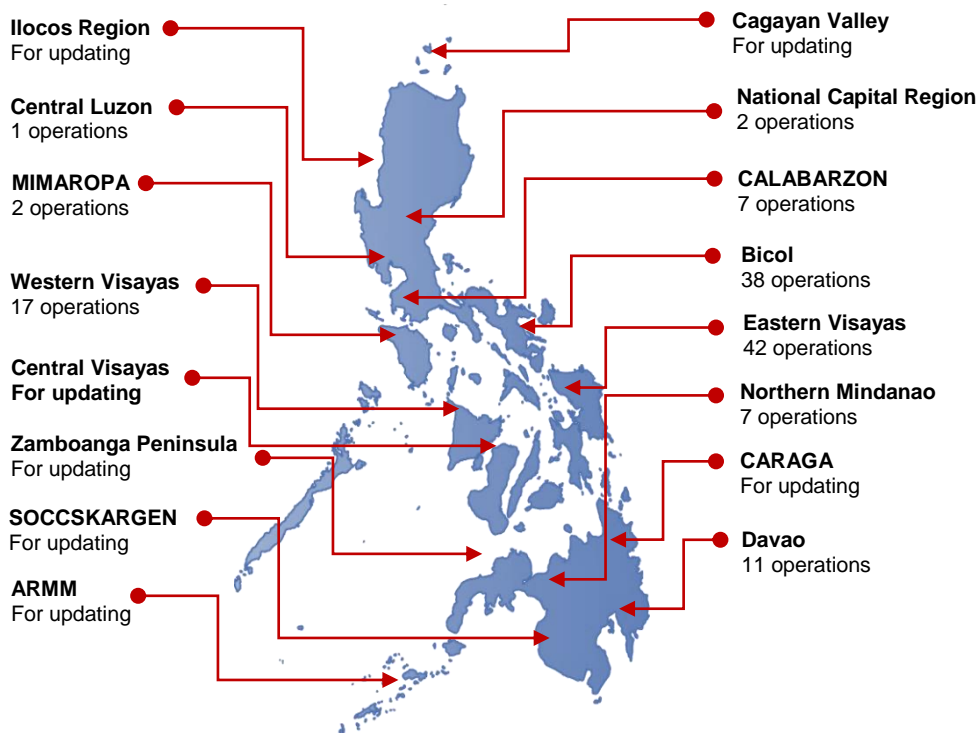 Ilocos Region
For updating
Central Luzon
1 operations
MIMAROPA
2 operations
Western Visayas
17 operations
Central Visayas
For updating
Zamboanga Peninsula
For updating
SOCCSKARGEN
For updating
ARMM
For updating
Cagayan Valley
For updating
National Capital Region
2 operations
CALABARZON
7 operations
Bicol
38 operations
Eastern Visayas
42 operations
Northern Mindanao
7 operations
CARAGA
For updating
Davao
11 operations